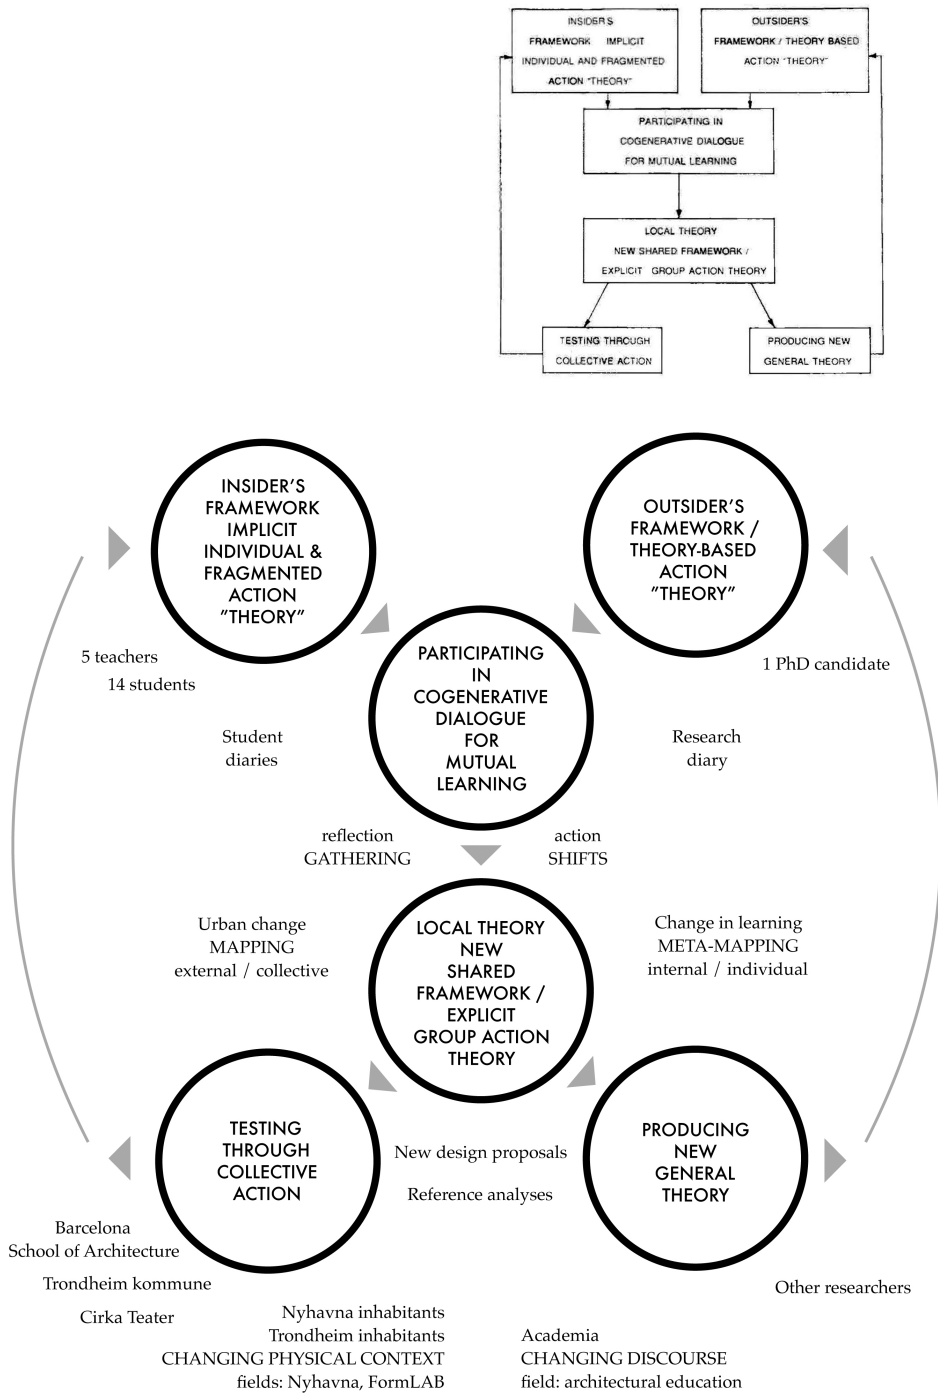 INSIDER'S
FRAMEWORK IMPLICIT
INDIVIDUAL AND FRAGMENTED
ACTION "THEORY"
OUTSIDER'S
FRAMEWORK / THEORY BASED
ACTION "THEORY"
PARTICIPATING IN
COGENERATIVE DIALOGUE
FOR MUTUAL LEARNING
LOCAL THEORY
NEW SHARED FRAMEWORK /
EXPLICIT GROUP ACTION THEORY
TESTING THROUGH
COLLECTIVE ACTION
PRODUCING NEW
GENERAL THEORY
INSIDER'S
FRAMEWORK
IMPLICIT
INDIVIDUAL &
FRAGMENTED
ACTION
"THEORY"
OUTSIDER'S
FRAMEWORK /
THEORY-BASED
ACTION
"THEORY"
5 teachers
14 students
1 PhD candidate
PARTICIPATING
IN
COGENERATIVE
DIALOGUE
FOR
MUTUAL
LEARNING
Student
diaries
Research
diary
reflection
GATHERING
action
SHIFTS
Urban change
MAPPING
external / collective
LOCAL THEORY
NEW
SHARED
FRAMEWORK /
EXPLICIT
GROUP ACTION
THEORY
Change in learning
META-MAPPING
internal / individual
TESTING
THROUGH
COLLECTIVE
ACTION
New design proposals
Reference analyses
PRODUCING
NEW
GENERAL
THEORY
Barcelona
School of Architecture
Trondheim kommune
Cirka Teater
Other researchers
Nyhavna inhabitants
Trondheim inhabitants
CHANGING PHYSICAL CONTEXT
fields: Nyhavna, FormLAB
Academia
CHANGING DISCOURSE
field: architectural education